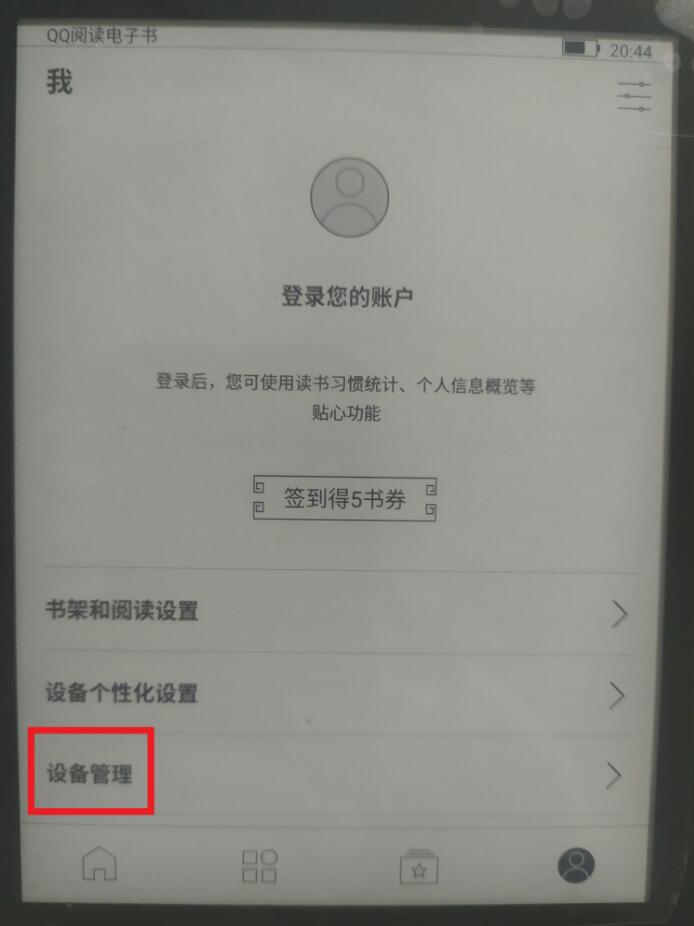 QQ阅读电子书
20:44
我
登录您的账户
登录后，您可使用读书习惯统计、个人信息概览等
贴心功能
签到得5书券
书架和阅读设置
设备个性化设置
设备管理